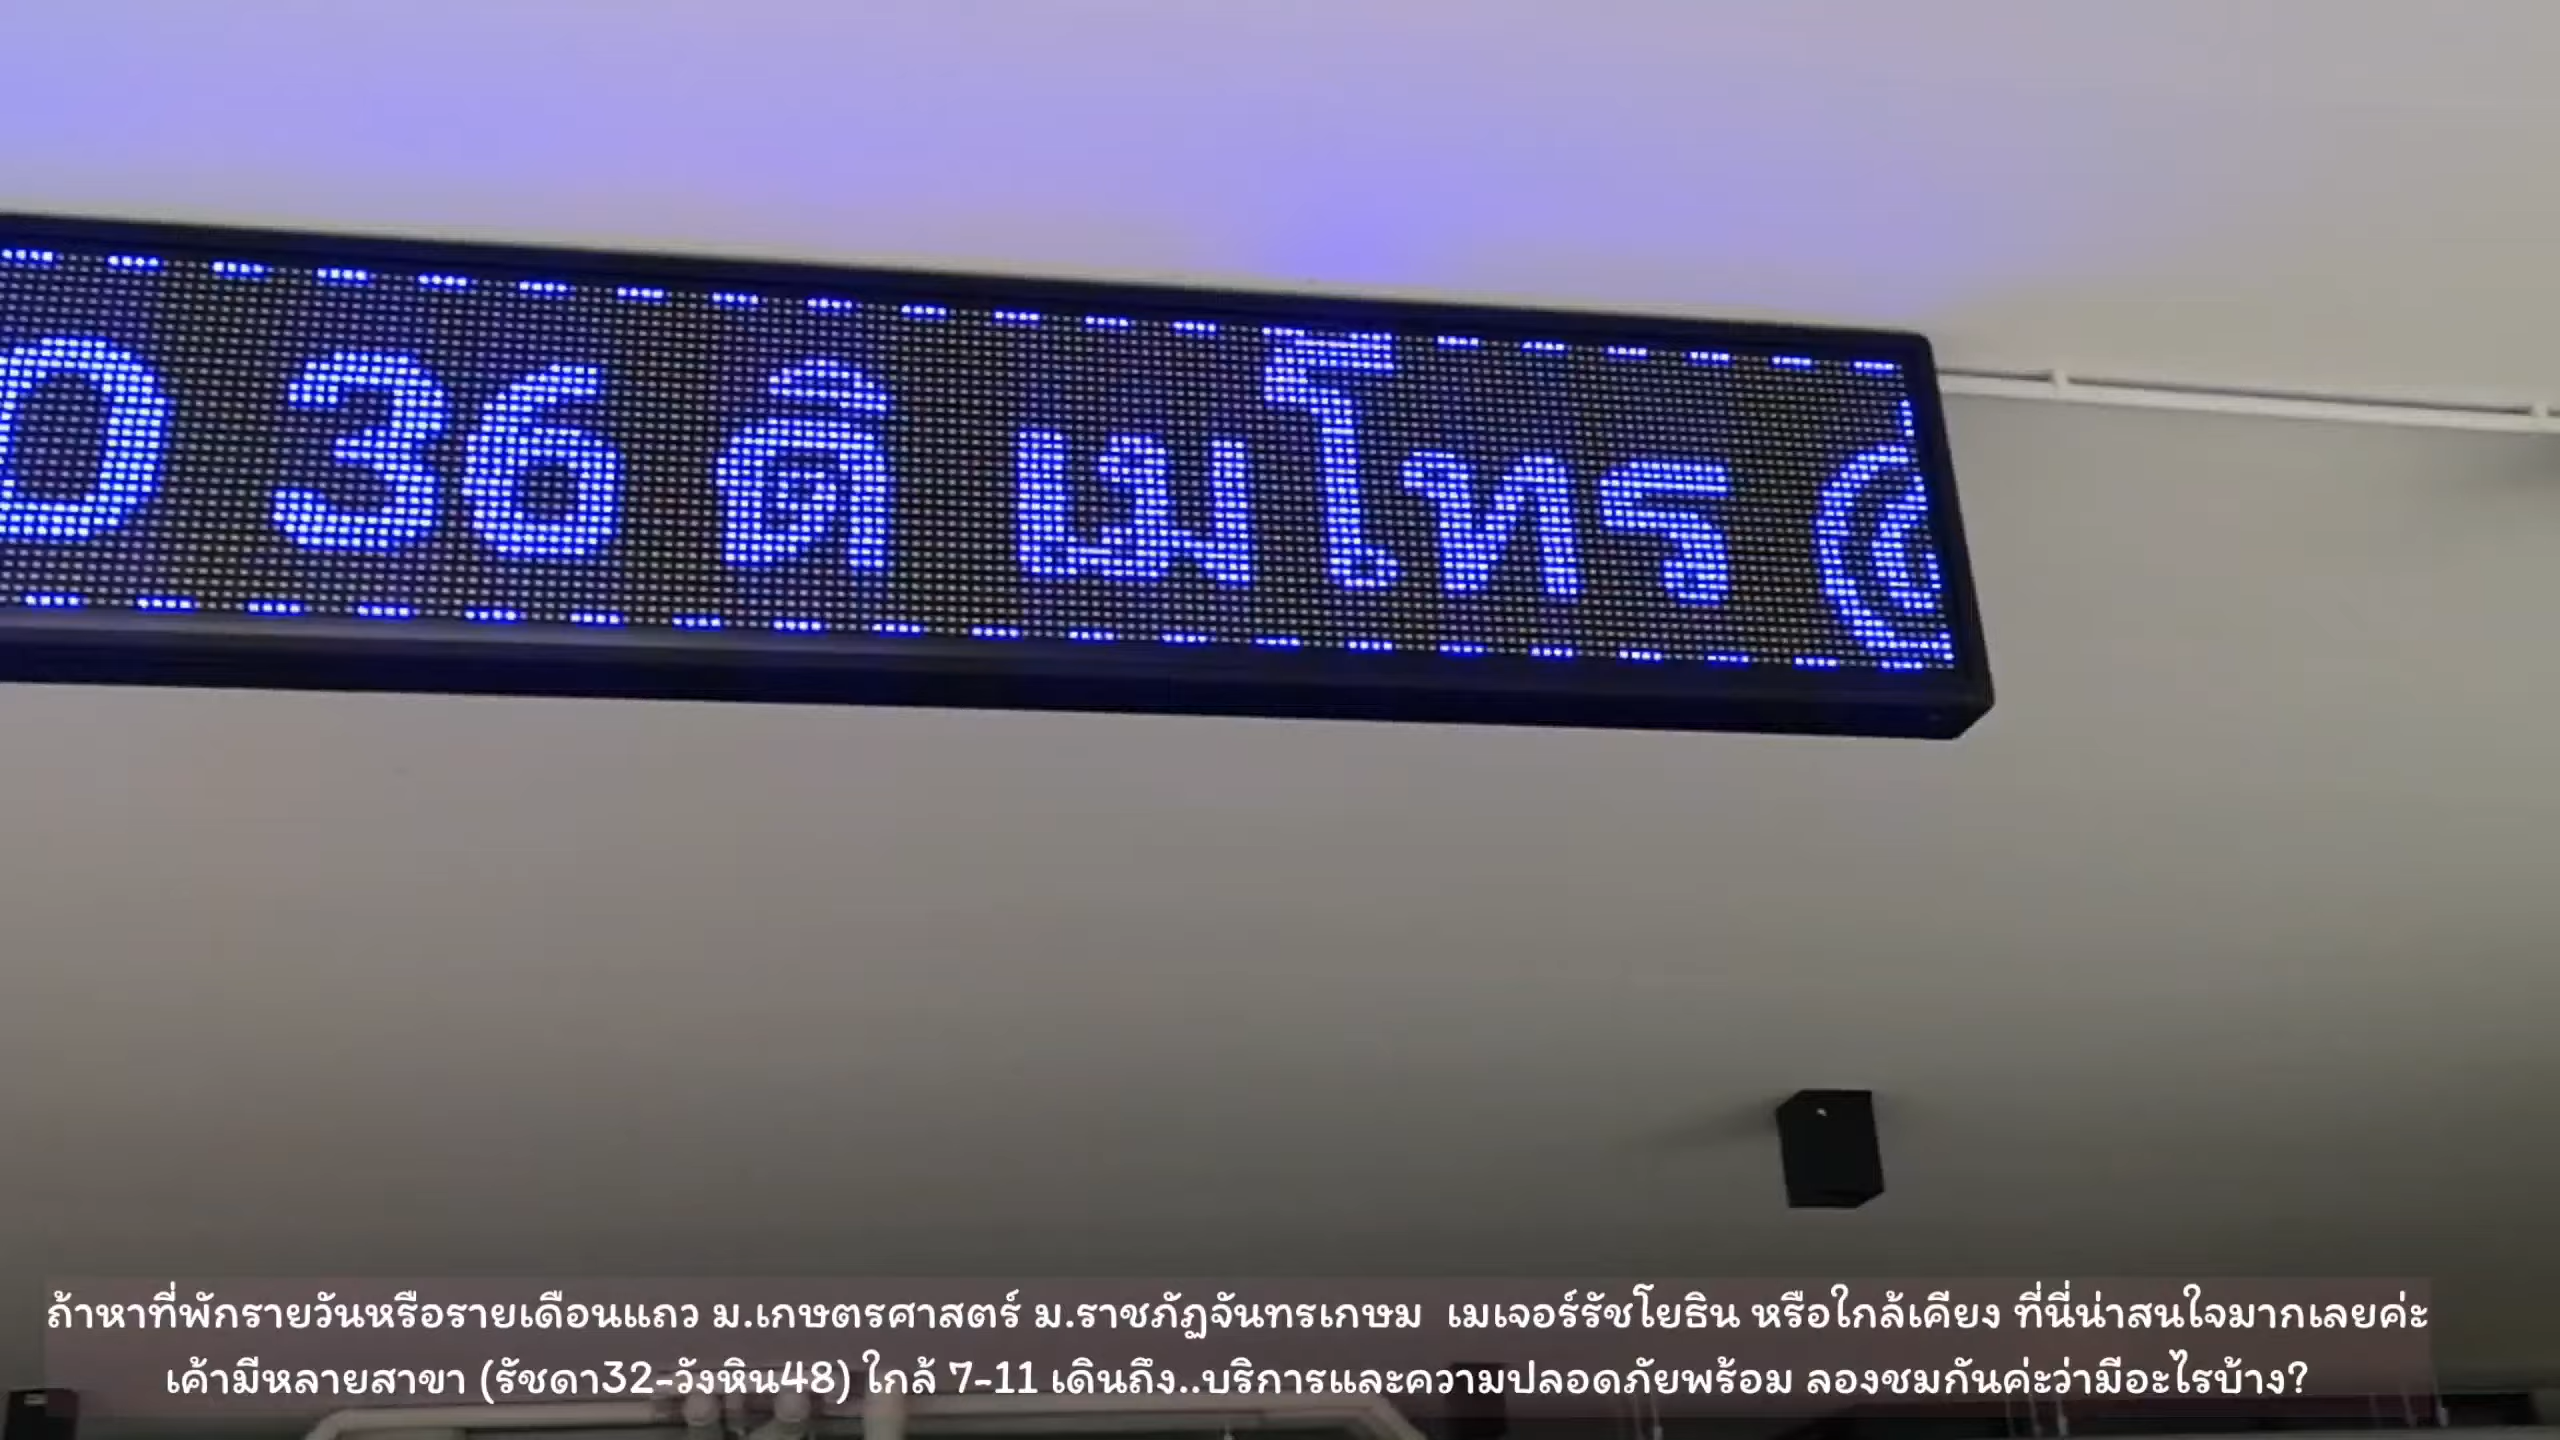 36 ดิ เมโทร
ถ้าหาที่พักรายวันหรือรายเดือนแถว ม.เกษตรศาสตร์ ม.ราชภัฏจันทรเกษม เมเจอร์รัชโยธิน หรือใกล้เคียง ที่นี่น่าสนใจมากเลยค่ะ
เค้ามีหลายสาขา (รัชดา32-วังหิน48) ใกล้ 7-11 เดินถึง..บริการและความปลอดภัยพร้อม ลองชมกันค่ะว่ามีอะไรบ้าง?